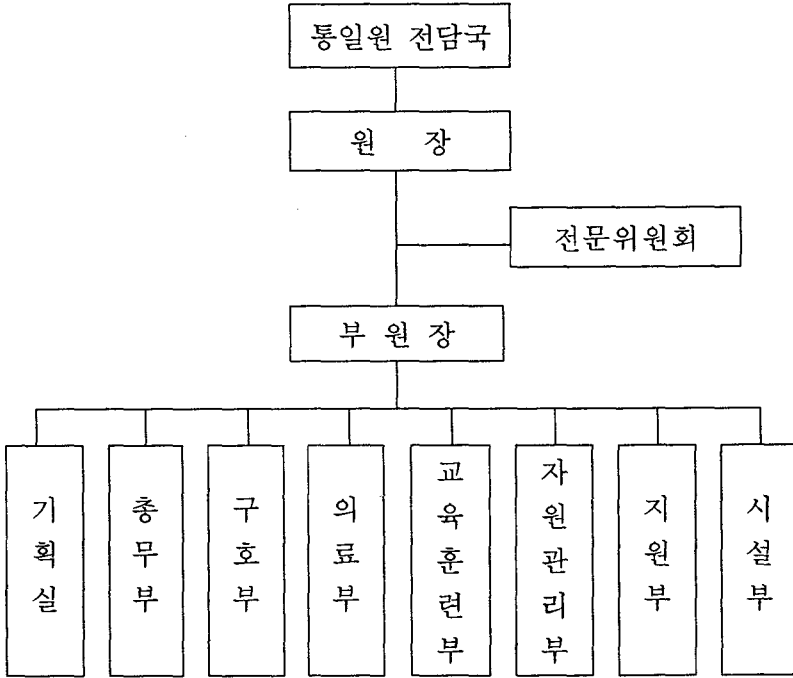 통일원 전담국
원 장
전문위원회
부 원 장
기획실
총무부
구호부
의료부
교육훈련부
자원관리부
지원부
시설부